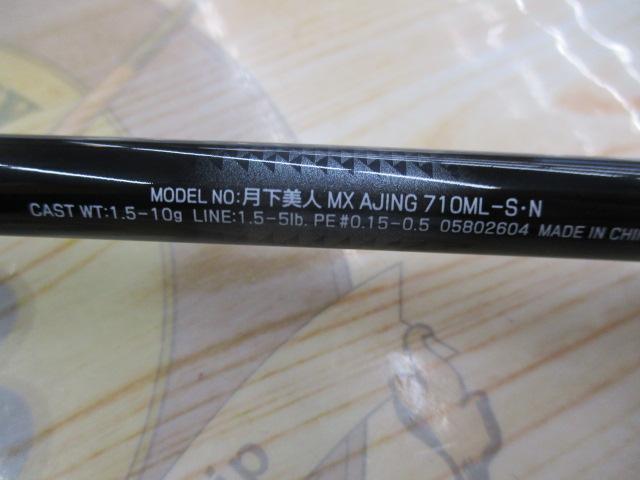 MODEL NO:月下美人 MX AJING 710ML-S·N
CAST WT:1.5-10g LINE:1.5-5lb. PE#0.15-0.5 05802604 MADE IN CHI